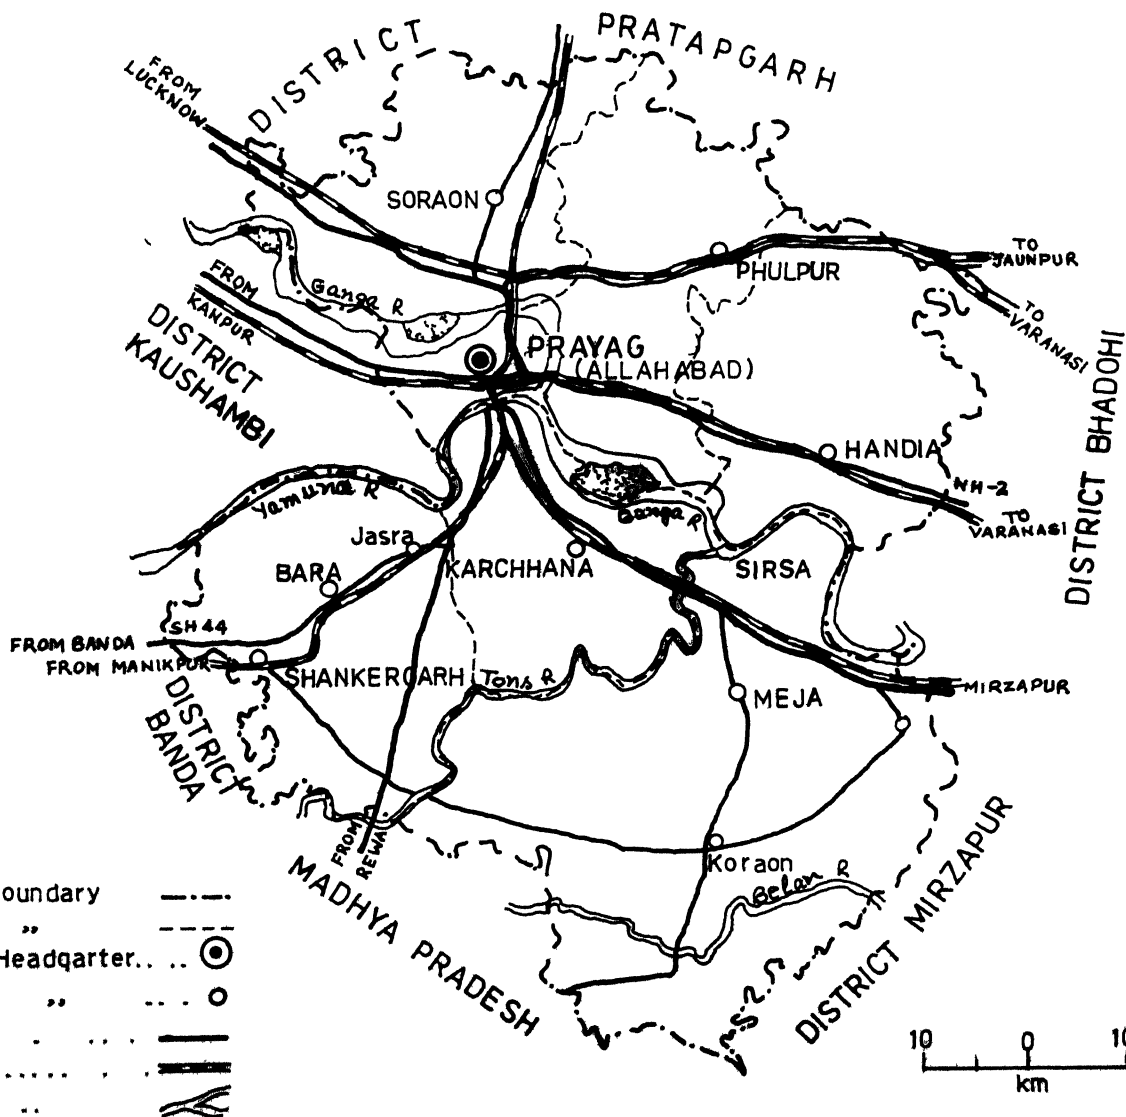 DISTRICT PRATAPGARH
FROM
LUCKNOW
SORAON
TO
JAUNPUR
PHULPUR
Ganga R
FROM
KANPUR
TO
VARANASI
DISTRICT
KAUSHAMBI
PRAYAG
(ALLAHABAD)
DISTRICT BHADOHI
HANDIA
NH-2
TO
VARANASI
Yamuna R
Ganga R
Jasra
KARCHHANA
SIRSA
BARA
SH44
FROM BANDA
FROM MANIKPUR
SHANKERGARH
Tons R
MEJA
MIRZAPUR
DISTRICT
BANDA
FROM
REWA
Koraon
Belan R
MADHYA PRADESH
DISTRICT MIRZAPUR
oundary
„
Headqarter....
„ ...
10 0 10
km